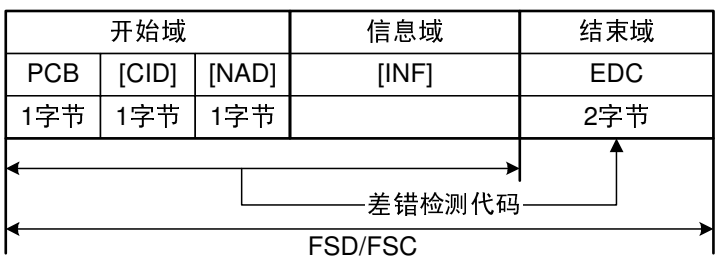 开始域 信息域 结束域
PCB [CID] [NAD] [INF] EDC
1字节 1字节 1字节 2字节
差错检测代码
FSD/FSC